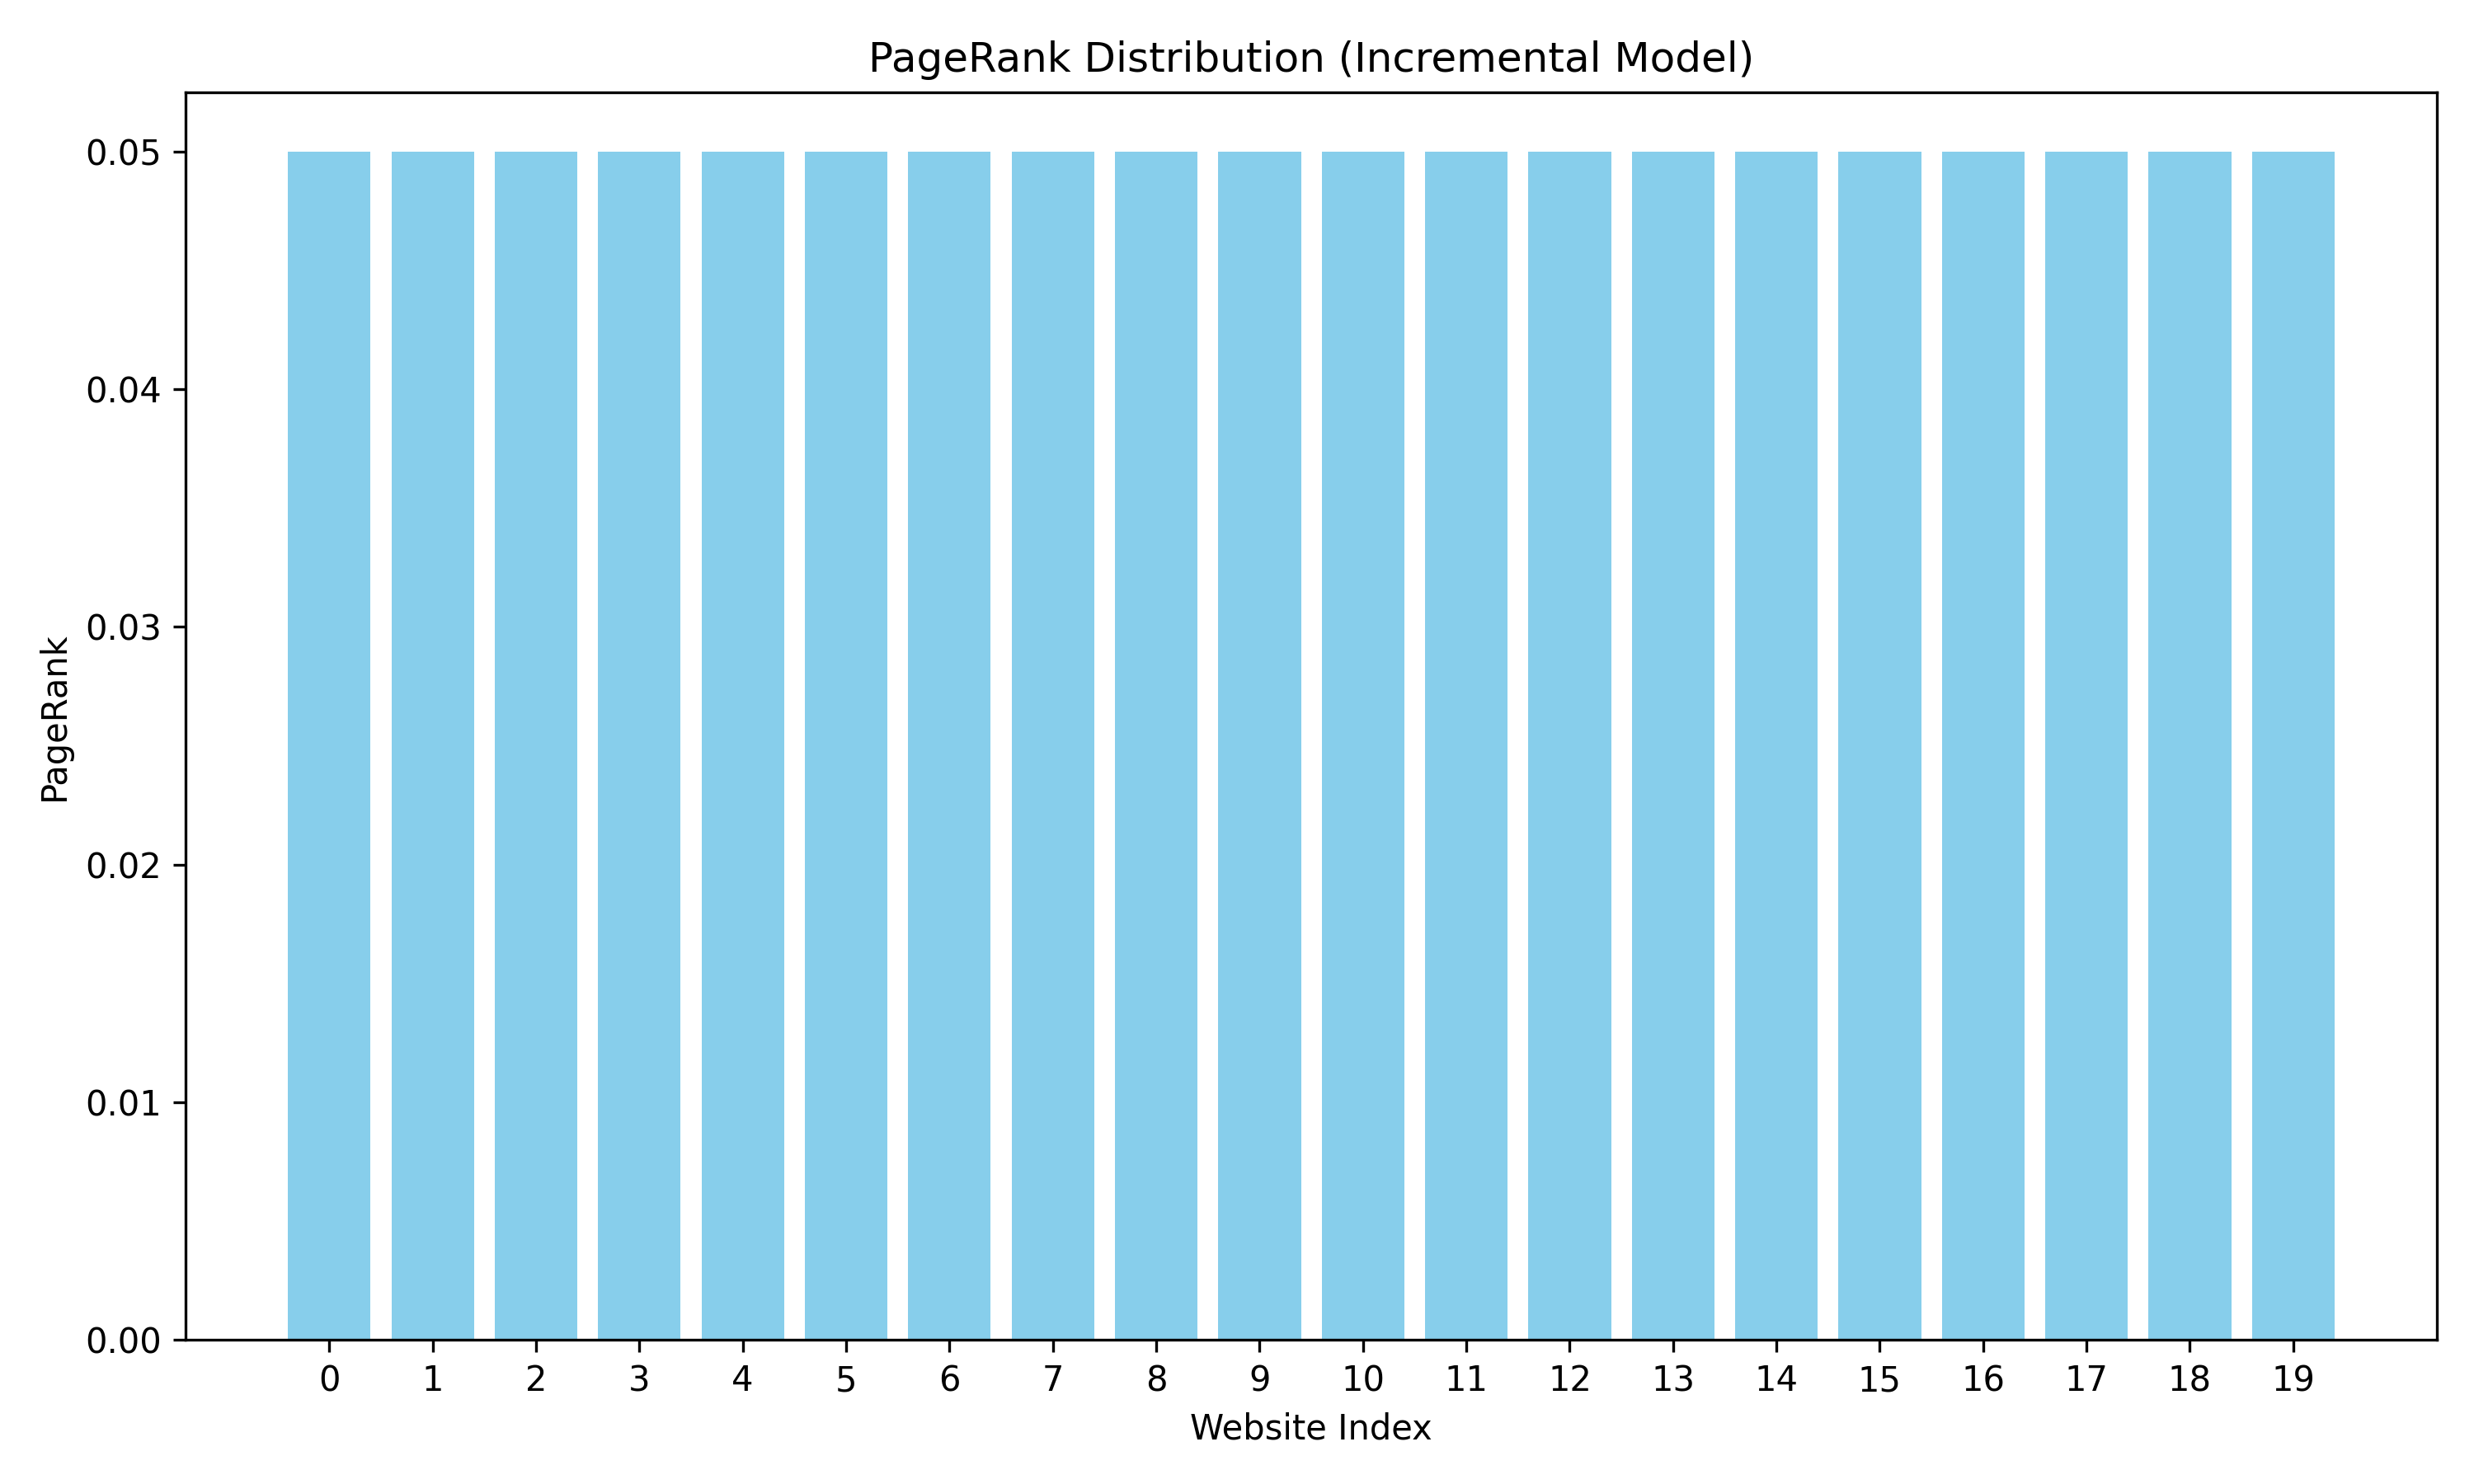 PageRank Distribution (Incremental Model)
0.05
0.04
0.03
0.02
0.01
0.00
PageRank
0 1 2 3 4 5 6 7 8 9 10 11 12 13 14 15 16 17 18 19
Website Index